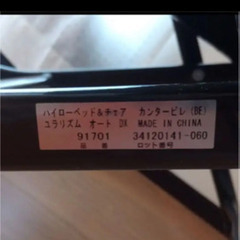 ハイローベッド&チェア カンタービレ(BE)
ユラリズム オート DX MADE IN CHINA
91701 34120141-060
品番 ロット番号